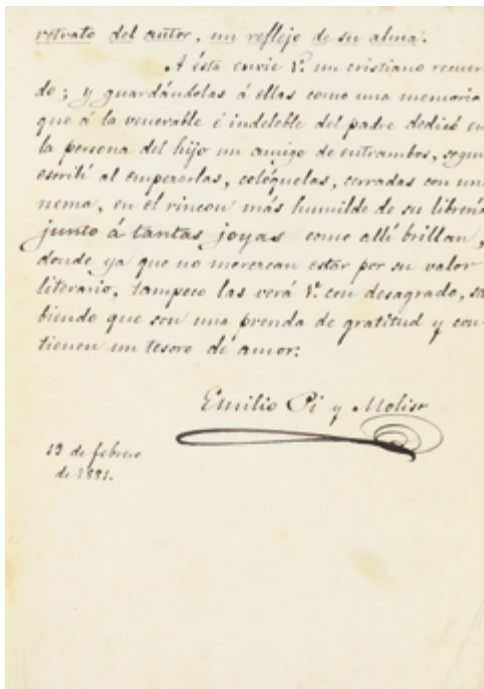 retrato del autor, un reflejo de su alma.
A ésta envie V. un cristiano recuer-
do; y guardándolas á ellas como una memoria
que á la venerable é indeleble del padre dedicó en
la persona del hijo un amigo de entrambos, segun
escribí al empezarlas, colóquelas, cerradas con una
nema, en el rincon más humilde de su librería
junto á tantas joyas como allí brillan,
donde ya que no merezcan estar por su valor
literario, tampoco las verá V. con desagrado, sa-
biendo que son una prenda de gratitud y con-
tienen un tesoro de amor.
Emilio Pi y Molist
19 de febrero
de 1881.